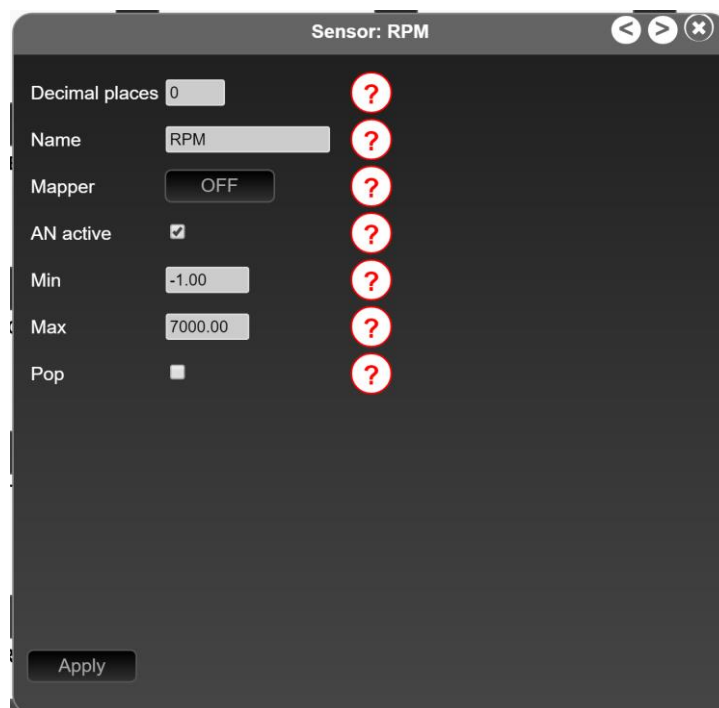 Sensor: RPM
< >
Decimal places 0 ?
Name RPM ?
Mapper OFF ?
AN active ?
Min -1.00 ?
Max 7000.00 ?
Pop ?
Apply